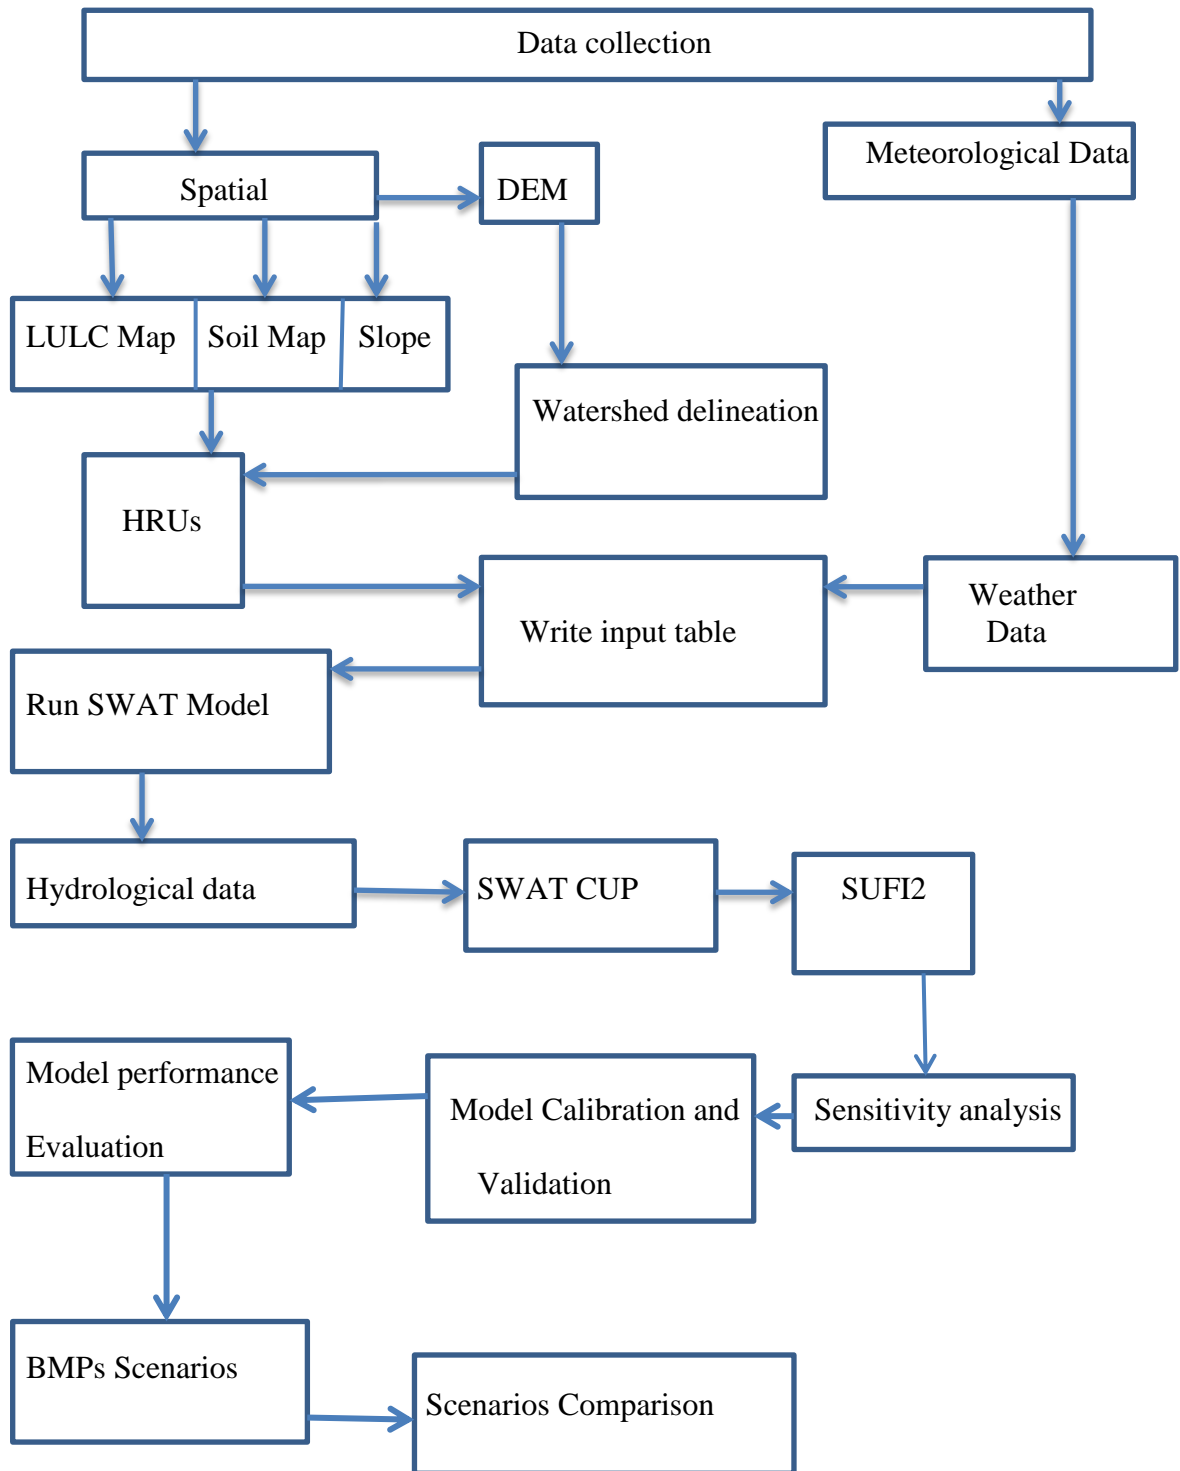 Data collection
Meteorological Data
Spatial
DEM
LULC Map
Soil Map
Slope
Watershed delineation
HRUs
Write input table
Weather
Data
Run SWAT Model
Hydrological data
SWAT CUP
SUFI2
Model performance
Evaluation
Model Calibration and
Validation
Sensitivity analysis
BMPs Scenarios
Scenarios Comparison